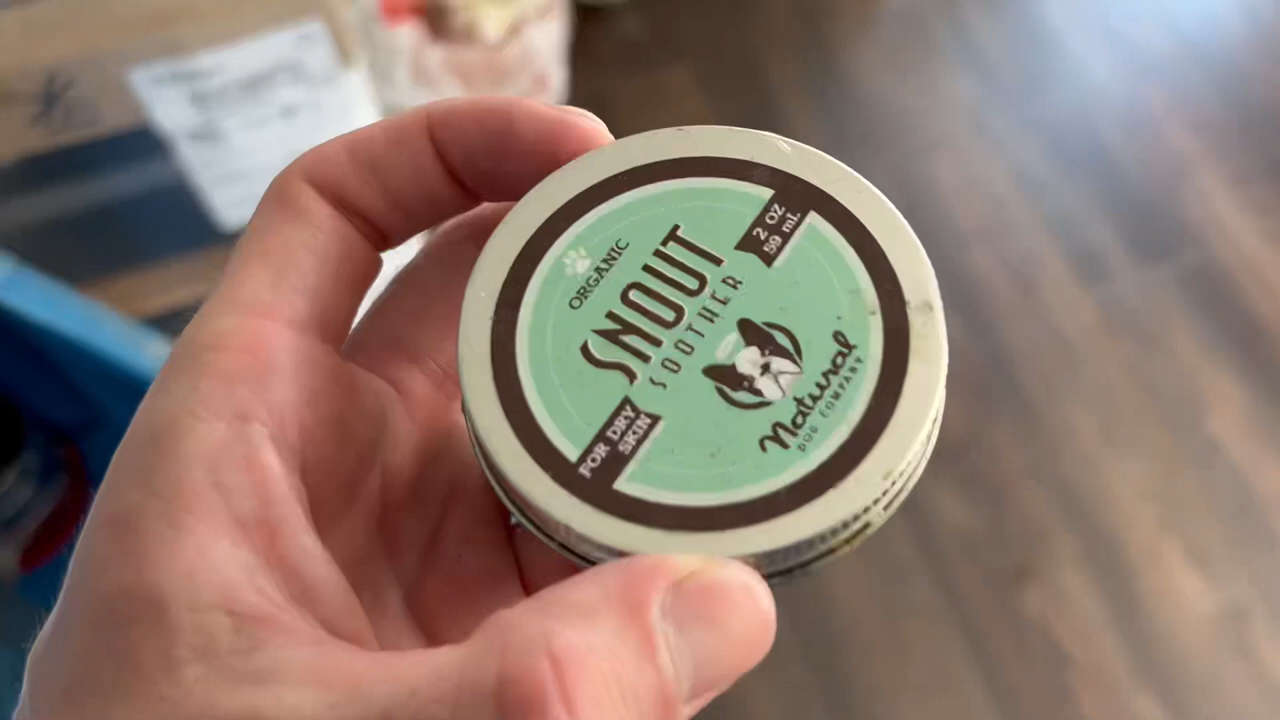 ORGANIC
SNOUT
SOOTHER
2 OZ
59 mL
FOR DRY
SKIN
Natural
DOG COMPANY